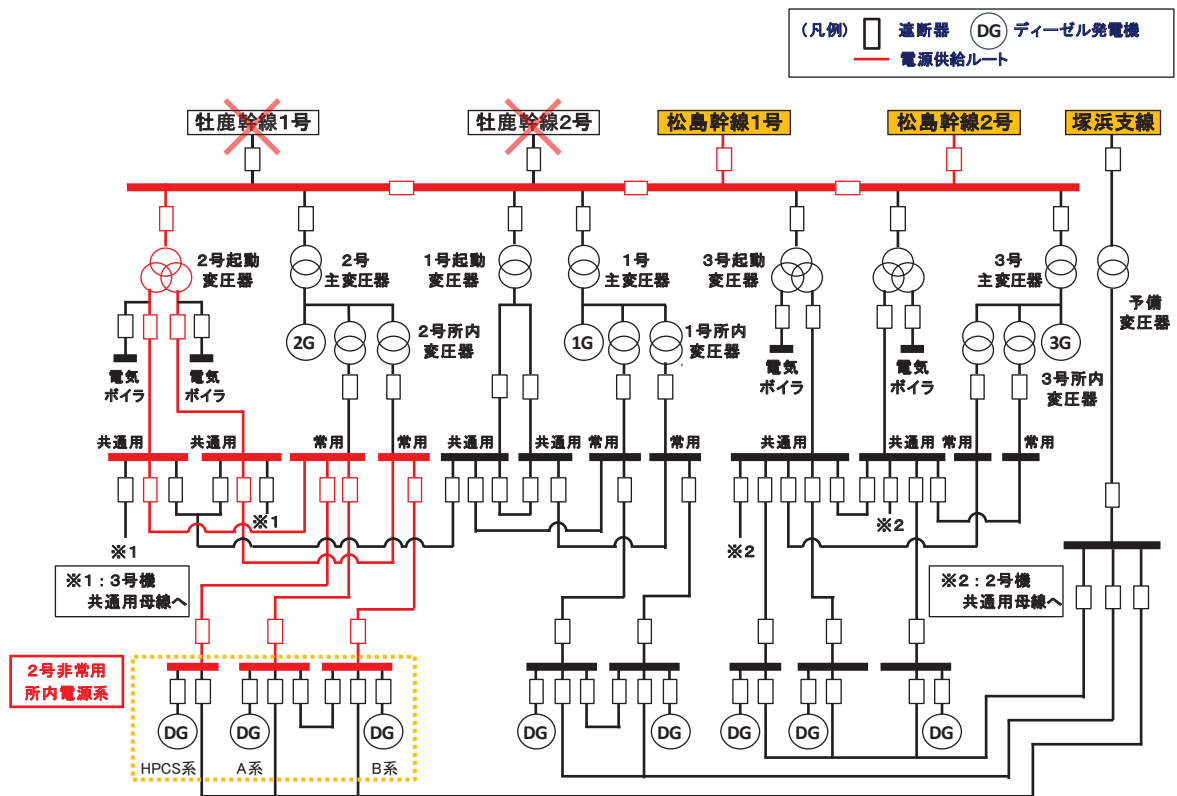 (凡例) 遮断器 DG ディーゼル発電機
電源供給ルート
牡鹿幹線1号
牡鹿幹線2号
松島幹線1号
松島幹線2号
塚浜支線
2号起動
変圧器
2号
主変圧器
1号起動
変圧器
1号
主変圧器
3号起動
変圧器
3号
主変圧器
予備
変圧器
2G
2号所内
変圧器
1G
1号所内
変圧器
3G
3号所内
変圧器
電気
ボイラ
電気
ボイラ
電気
ボイラ
電気
ボイラ
共通用
共通用
常用
常用
共通用
共通用
常用
常用
共通用
共通用
常用
常用
※1
※1
※2
※2
※1:3号機
共通用母線へ
※2:2号機
共通用母線へ
2号非常用
所内電源系
DG
DG
DG
DG
DG
DG
DG
DG
HPCS系
A系
B系